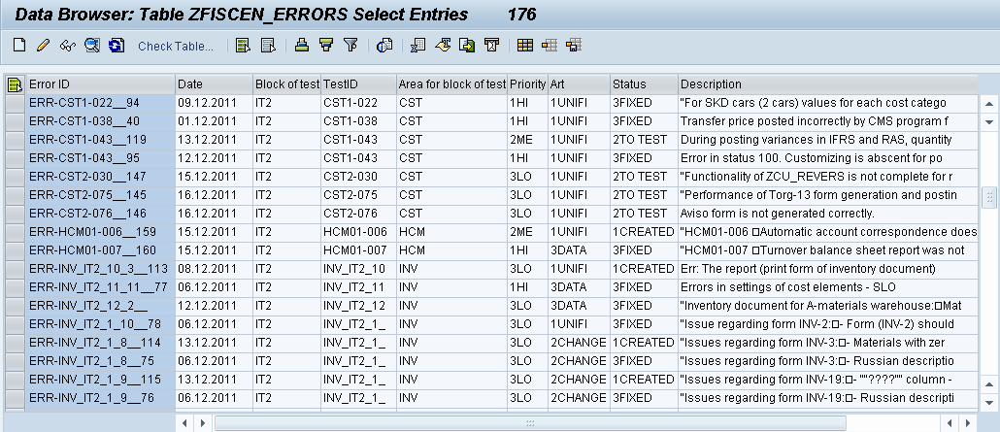 Data Browser: Table ZFISCEN_ERRORS Select Entries 176
Check Table...
Error ID Date Block of test TestID Area for block of test Priority Art Status Description
ERR-CST1-022__94 09.12.2011 IT2 CST1-022 CST 1HI 1UNIFI 3FIXED "For SKD cars (2 cars) values for each cost catego
ERR-CST1-038__40 01.12.2011 IT2 CST1-038 CST 1HI 1UNIFI 3FIXED Transfer price posted incorrectly by CMS program f
ERR-CST1-043__119 13.12.2011 IT2 CST1-043 CST 2ME 1UNIFI 2TO TEST During posting variances in IFRS and RAS, quantity
ERR-CST1-043__95 12.12.2011 IT2 CST1-043 CST 1HI 1UNIFI 3FIXED Error in status 100. Customizing is abscent for po
ERR-CST2-030__147 15.12.2011 IT2 CST2-030 CST 3LO 1UNIFI 2TO TEST "Functionality of ZCU_REVERS is not complete for r
ERR-CST2-075__145 16.12.2011 IT2 CST2-075 CST 3LO 1UNIFI 2TO TEST "Performance of Torg-13 form generation and postin
ERR-CST2-076__146 16.12.2011 IT2 CST2-076 CST 3LO 1UNIFI 2TO TEST Aviso form is not generated correctly.
ERR-HCM01-006__159 15.12.2011 IT2 HCM01-006 HCM 2ME 1UNIFI 1CREATED "HCM01-006 □Automatic account correspondence does
ERR-HCM01-007__160 15.12.2011 IT2 HCM01-007 HCM 1HI 3DATA 3FIXED "HCM01-007 □Turnover balance sheet report was not
ERR-INV_IT2_10_3__113 08.12.2011 IT2 INV_IT2_10 INV 3LO 1UNIFI 1CREATED Err: The report (print form of inventory document)
ERR-INV_IT2_11_11__77 06.12.2011 IT2 INV_IT2_11 INV 1HI 3DATA 3FIXED Errors in settings of cost elements - SLO
ERR-INV_IT2_12_2__ 12.12.2011 IT2 INV_IT2_12 INV 3LO 3DATA 3FIXED "Inventory document for A-materials warehouse:□Mat
ERR-INV_IT2_1_10__78 06.12.2011 IT2 INV_IT2_1_ INV 3LO 1UNIFI 3FIXED "Issue regarding form INV-2:□- Form (INV-2) should
ERR-INV_IT2_1_8__114 13.12.2011 IT2 INV_IT2_1_ INV 3LO 2CHANGE 1CREATED "Issues regarding form INV-3:□- Materials with zer
ERR-INV_IT2_1_8__75 06.12.2011 IT2 INV_IT2_1_ INV 3LO 2CHANGE 3FIXED "Issues regarding form INV-3:□- Russian descriptio
ERR-INV_IT2_1_9__115 13.12.2011 IT2 INV_IT2_1_ INV 3LO 2CHANGE 1CREATED "Issues regarding form INV-19:□- ""????"" column -
ERR-INV_IT2_1_9__76 06.12.2011 IT2 INV_IT2_1_ INV 3LO 2CHANGE 3FIXED "Issues regarding form INV-19:□- Russian descripti